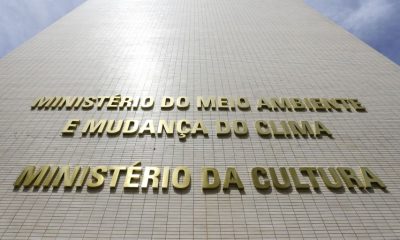 MINISTÉRIO DO MEIO AMBIENTE
E MUDANÇA DO CLIMA
MINISTÉRIO DA CULTURA